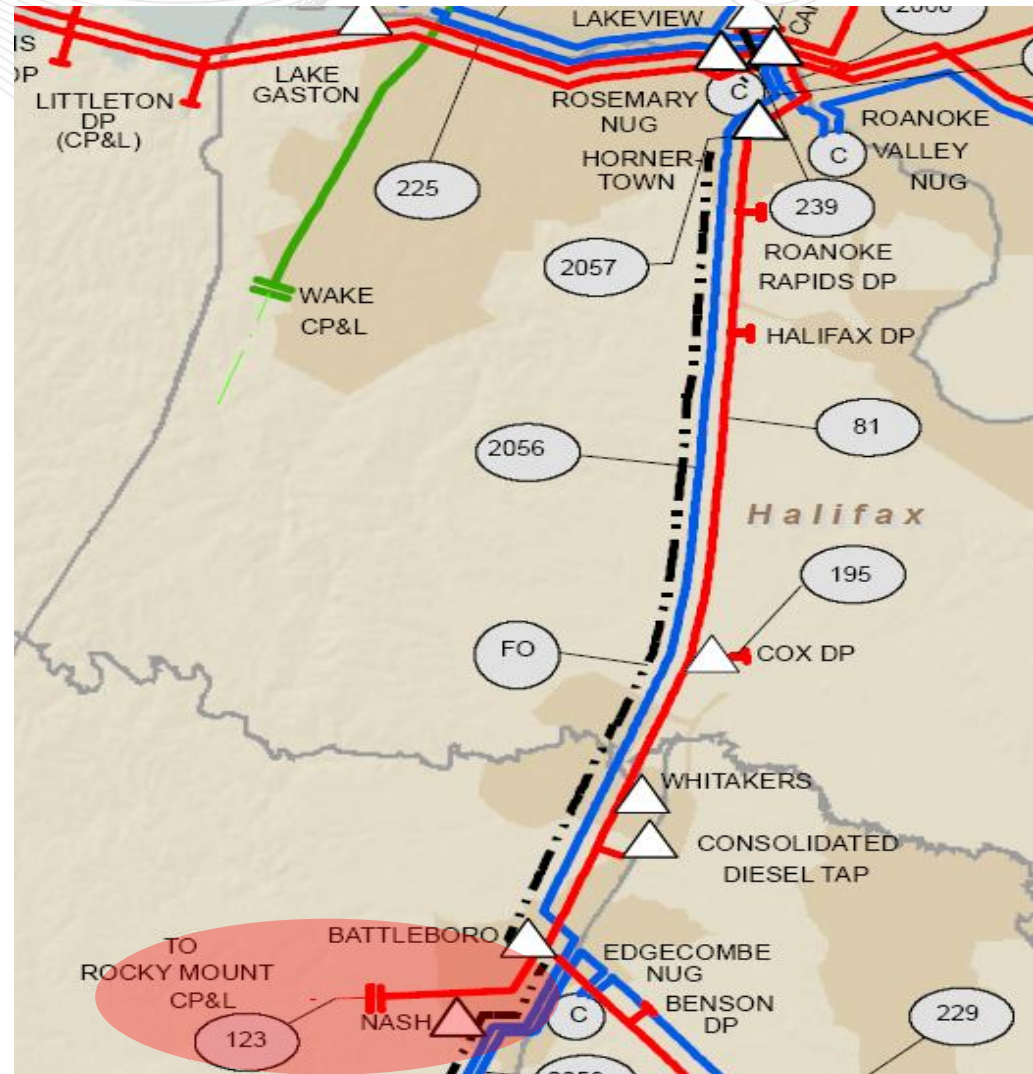 LAKEVIEW
LITTLETON
DP
(CP&L)
LAKE
GASTON
ROSEMARY
NUG
C
ROANOKE
VALLEY
NUG
C
HORNER-
TOWN
225
239
2057
ROANOKE
RAPIDS DP
WAKE
CP&L
HALIFAX DP
81
2056
Halifax
195
FO
COX DP
WHITAKERS
CONSOLIDATED
DIESEL TAP
BATTLEBORO
TO
ROCKY MOUNT
CP&L
EDGECOMBE
NUG
BENSON
DP
NASH
C
123
229